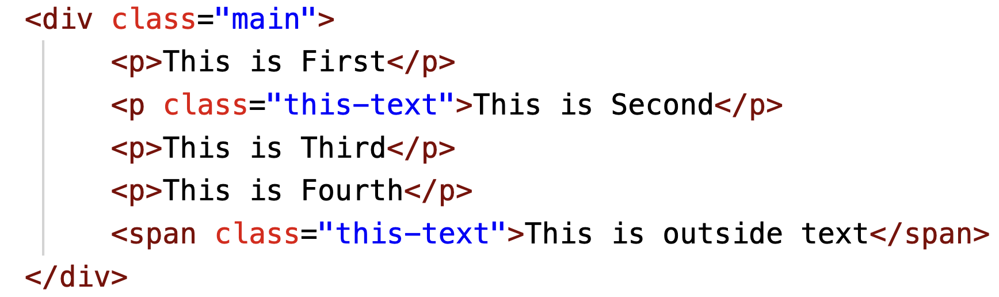 <div class="main">
<p>This is First</p>
<p class="this-text">This is Second</p>
<p>This is Third</p>
<p>This is Fourth</p>
<span class="this-text">This is outside text</span>
</div>